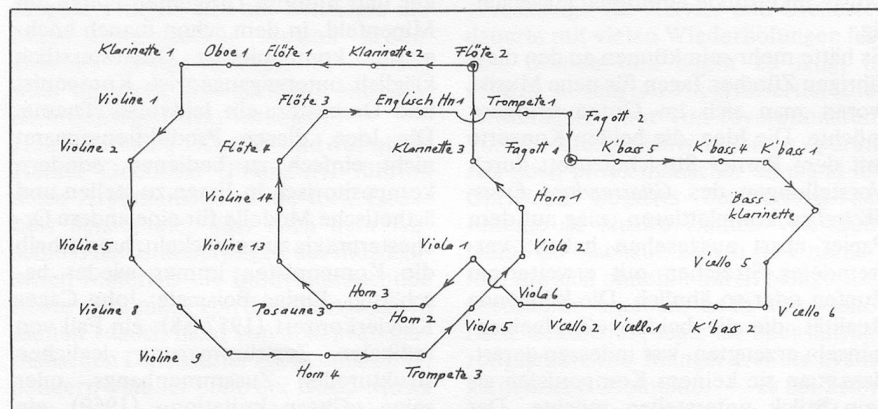 Klarinette 1 Oboe 1 Flöte 1 Klarinette 2 Flöte 2
Violine 1 Flöte 3 Englisch Hn1 Trompete 1 Fagott 2
Violine 2 Flöte 4 Klarinette 3 Fagott 1 K'bass 5 K'bass 4 K'bass 3
Violine 14 Horn 1 Bass-
klarinette
Violine 5 Violine 13 Viola 1 Viola 2 V'cello 5
Violine 8 Posaune 3 Horn 3 Horn 2 Viola 5 Viola 6 V'cello 2 V'cello 1 K'bass 2 V'cello 6
Violine 9 Horn 4 Trompete 3